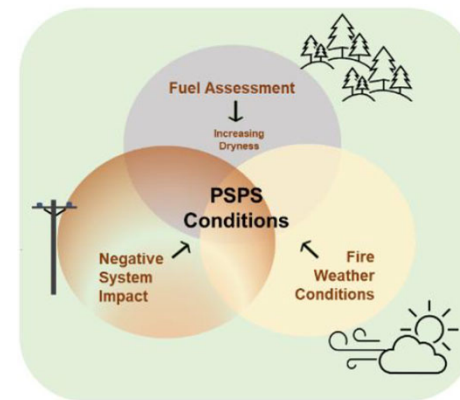 Fuel Assessment
Increasing
Dryness
PSPS
Conditions
Negative
System
Impact
Fire
Weather
Conditions